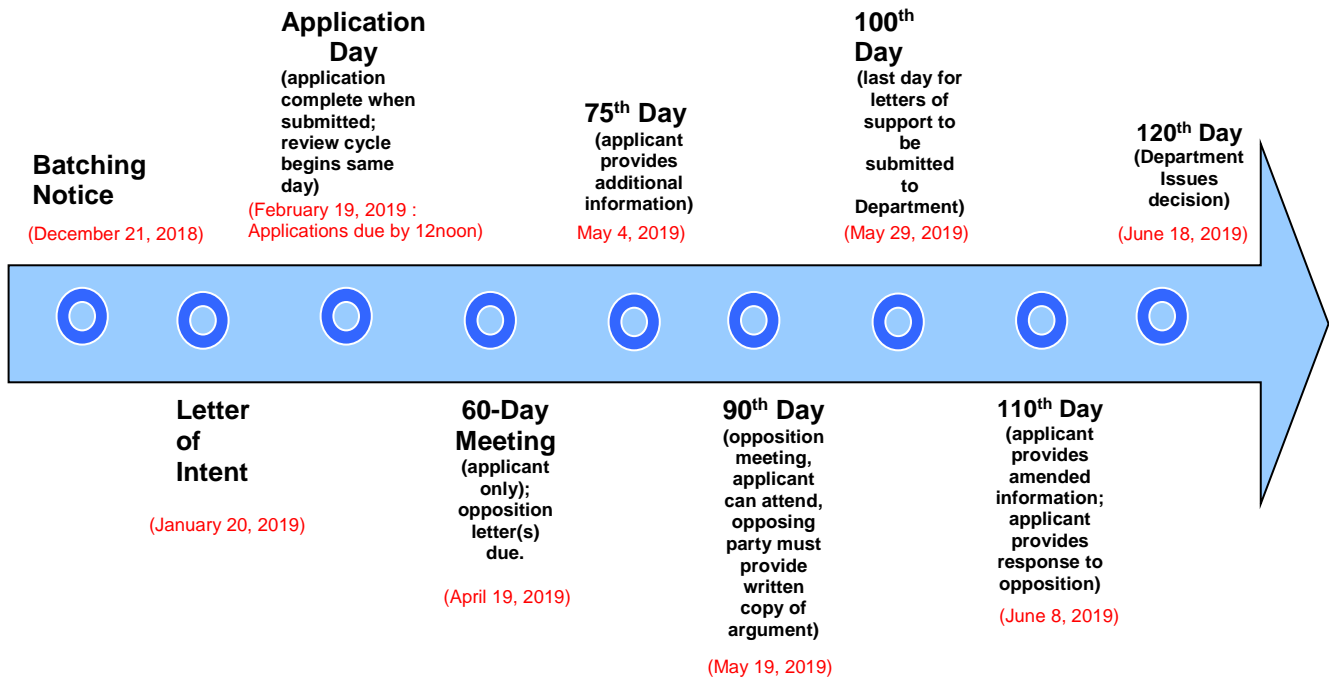 Batching
Notice
(December 21, 2018)
Letter
of
Intent
(January 20, 2019)
Application
Day
(application
complete when
submitted;
review cycle
begins same
day)
(February 19, 2019 :
Applications due by 12noon)
60-Day
Meeting
(applicant
only);
opposition
letter(s)
due.
(April 19, 2019)
75th Day
(applicant
provides
additional
information)
May 4, 2019)
90th Day
(opposition
meeting,
applicant
can attend,
opposing
party must
provide
written
copy of
argument)
(May 19, 2019)
100th
Day
(last day for
letters of
support to
be
submitted
to
Department)
(May 29, 2019)
110th Day
(applicant
provides
amended
information;
applicant
provides
response to
opposition)
(June 8, 2019)
120th Day
(Department
Issues
decision)
(June 18, 2019)